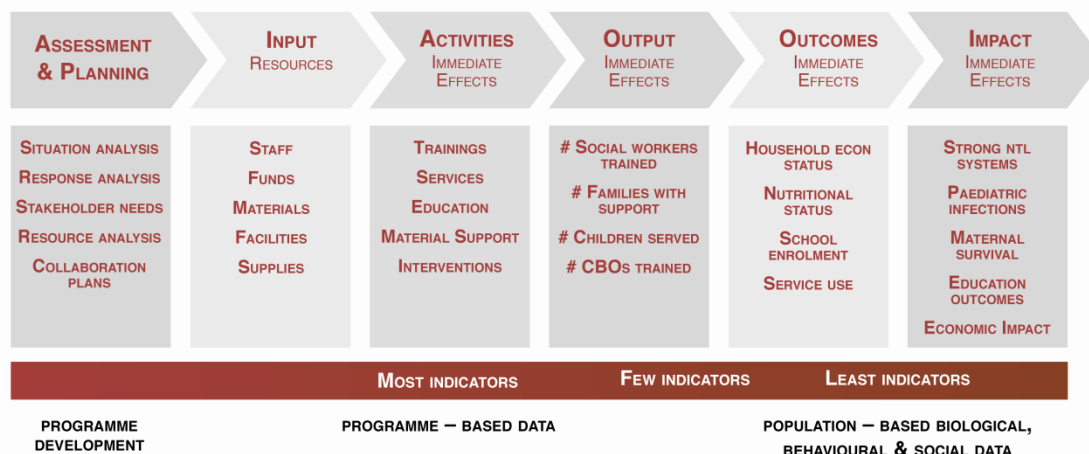 ASSESSMENT
& PLANNING
INPUT
RESOURCES
ACTIVITIES
IMMEDIATE
EFFECTS
OUTPUT
IMMEDIATE
EFFECTS
OUTCOMES
IMMEDIATE
EFFECTS
IMPACT
IMMEDIATE
EFFECTS
SITUATION ANALYSIS
RESPONSE ANALYSIS
STAKEHOLDER NEEDS
RESOURCE ANALYSIS
COLLABORATION
PLANS
STAFF
FUNDS
MATERIALS
FACILITIES
SUPPLIES
TRAININGS
SERVICES
EDUCATION
MATERIAL SUPPORT
INTERVENTIONS
# SOCIAL WORKERS
TRAINED
# FAMILIES WITH
SUPPORT
# CHILDREN SERVED
# CBOS TRAINED
HOUSEHOLD ECON
STATUS
NUTRITIONAL
STATUS
SCHOOL
ENROLMENT
SERVICE USE
STRONG NTL
SYSTEMS
PAEDIATRIC
INFECTIONS
MATERNAL
SURVIVAL
EDUCATION
OUTCOMES
ECONOMIC IMPACT
MOST INDICATORS
FEW INDICATORS
LEAST INDICATORS
PROGRAMME
DEVELOPMENT
PROGRAMME – BASED DATA
POPULATION – BASED BIOLOGICAL,
BEHAVIOURAL & SOCIAL DATA